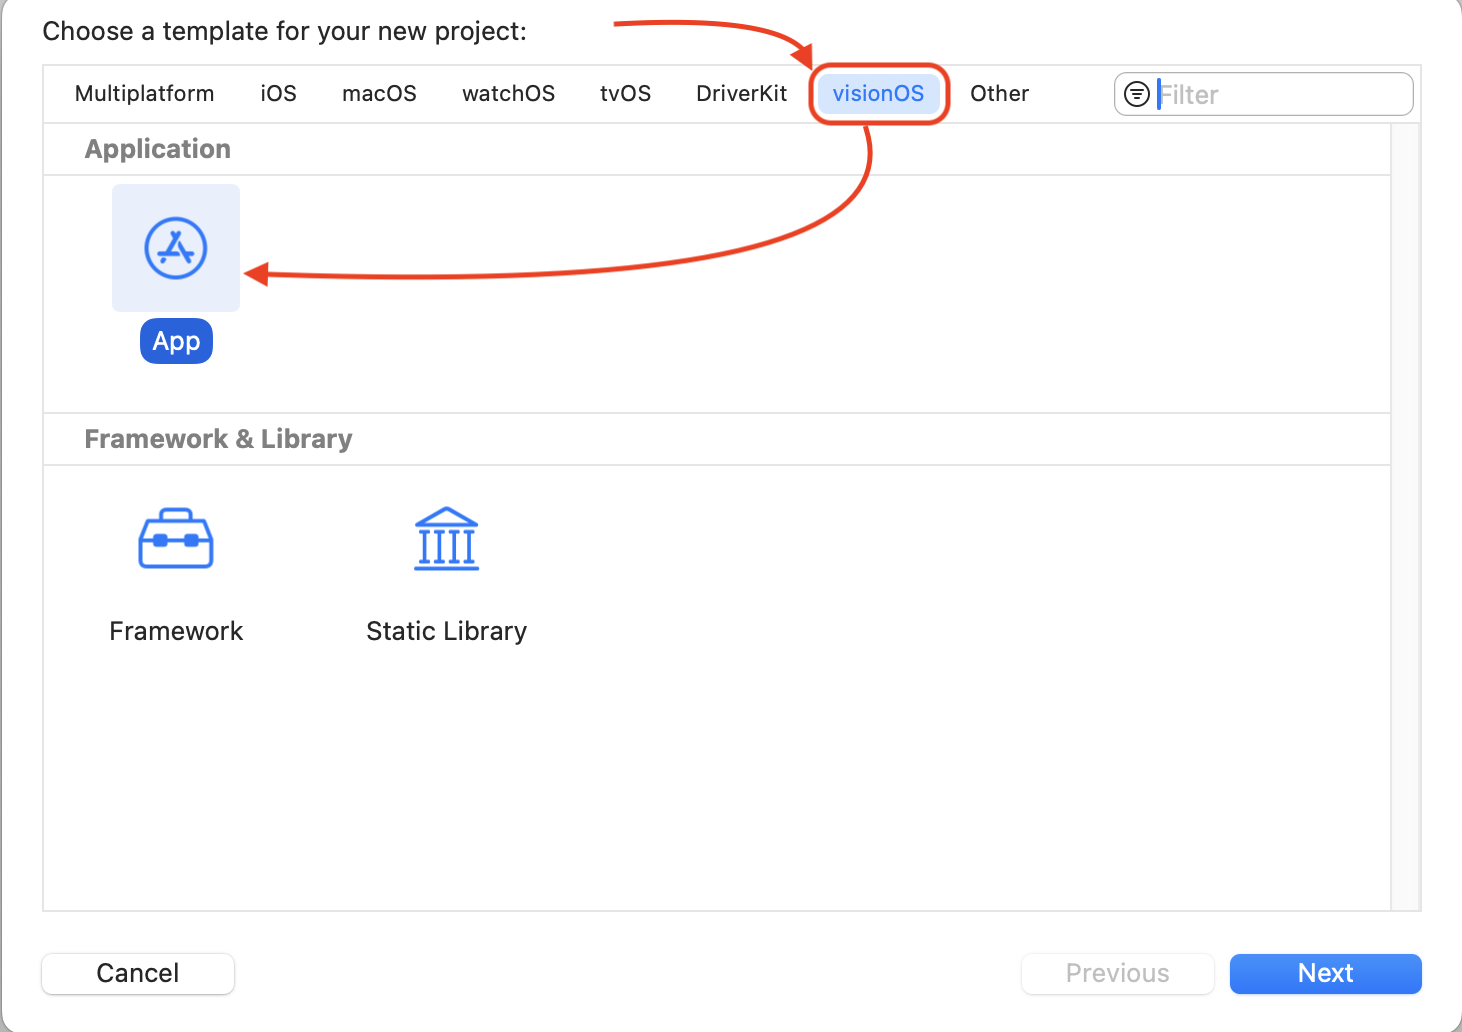 Choose a template for your new project:
Multiplatform iOS macOS watchOS tvOS DriverKit visionOS Other Filter
Application
App
Framework & Library
Framework Static Library
Cancel Previous Next